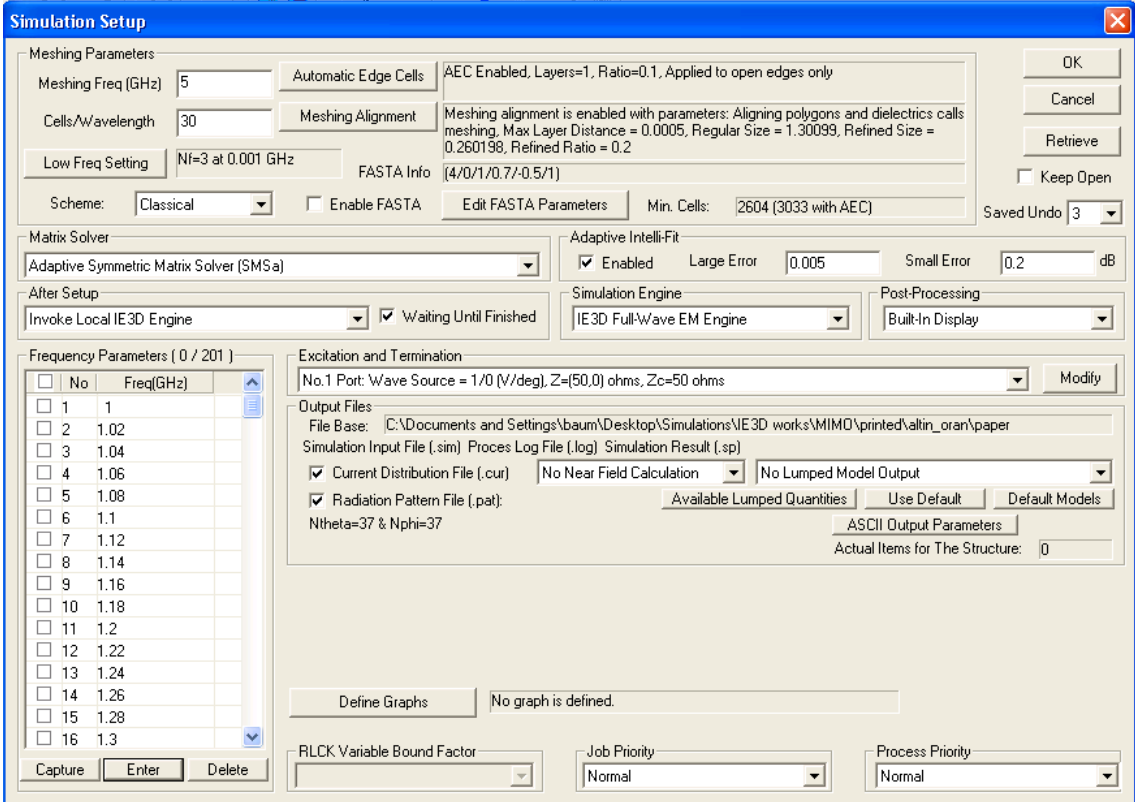 Simulation Setup
Meshing Parameters
Meshing Freq (GHz) 5 Automatic Edge Cells AEC Enabled, Layers=1, Ratio=0.1, Applied to open edges only
Cells/Wavelength 30 Meshing Alignment Meshing alignment is enabled with parameters: Aligning polygons and dielectrics calls
meshing, Max Layer Distance = 0.0005, Regular Size = 1.30099, Refined Size =
0.260198, Refined Ratio = 0.2
Low Freq Setting Nf=3 at 0.001 GHz FASTA Info (4/0/1/0.7/-0.5/1)
Scheme: Classical Enable FASTA Edit FASTA Parameters Min. Cells: 2604 (3033 with AEC)
OK
Cancel
Retrieve
Keep Open
Saved Undo 3
Matrix Solver
Adaptive Symmetric Matrix Solver (SMSa)
Adaptive Intelli-Fit
Enabled Large Error 0.005 Small Error 0.2 dB
After Setup
Invoke Local IE3D Engine Waiting Until Finished
Simulation Engine
IE3D Full-Wave EM Engine
Post-Processing
Built-In Display
Frequency Parameters ( 0 / 201 )
No Freq(GHz)
1 1
2 1.02
3 1.04
4 1.06
5 1.08
6 1.1
7 1.12
8 1.14
9 1.16
10 1.18
11 1.2
12 1.22
13 1.24
14 1.26
15 1.28
16 1.3
Capture Enter Delete
Excitation and Termination
No.1 Port: Wave Source = 1/0 (V/deg), Z=(50,0) ohms, Zc=50 ohms Modify
Output Files
File Base: C:\Documents and Settings\baum\Desktop\Simulations\IE3D works\MIMO\printed\altin_oran\paper
Simulation Input File (.sim) Proces Log File (.log) Simulation Result (.sp)
Current Distribution File (.cur) No Near Field Calculation No Lumped Model Output
Radiation Pattern File (.pat): Available Lumped Quantities Use Default Default Models
Ntheta=37 & Nphi=37 ASCII Output Parameters
Actual Items for The Structure: 0
Define Graphs No graph is defined.
RLCK Variable Bound Factor
Job Priority
Normal
Process Priority
Normal